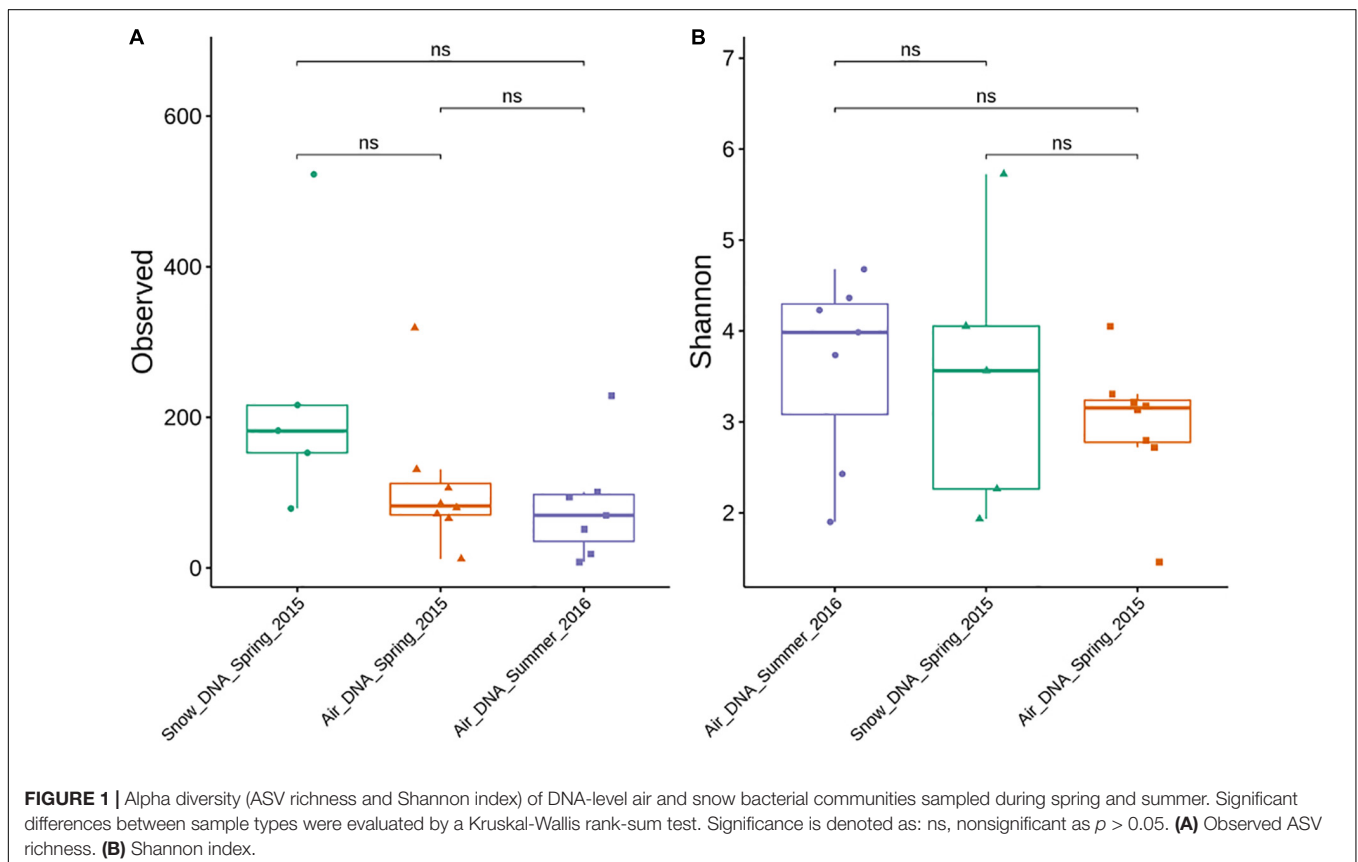 A
ns
ns
ns
600
400
200
0
Observed
Snow_DNA_Spring_2015
Air_DNA_Spring_2015
Air_DNA_Summer_2016
B
ns
ns
ns
7
6
5
4
3
2
Shannon
Air_DNA_Summer_2016
Snow_DNA_Spring_2015
Air_DNA_Spring_2015
FIGURE 1 | Alpha diversity (ASV richness and Shannon index) of DNA-level air and snow bacterial communities sampled during spring and summer. Significant
differences between sample types were evaluated by a Kruskal-Wallis rank-sum test. Significance is denoted as: ns, nonsignificant as p > 0.05. (A) Observed ASV
richness. (B) Shannon index.